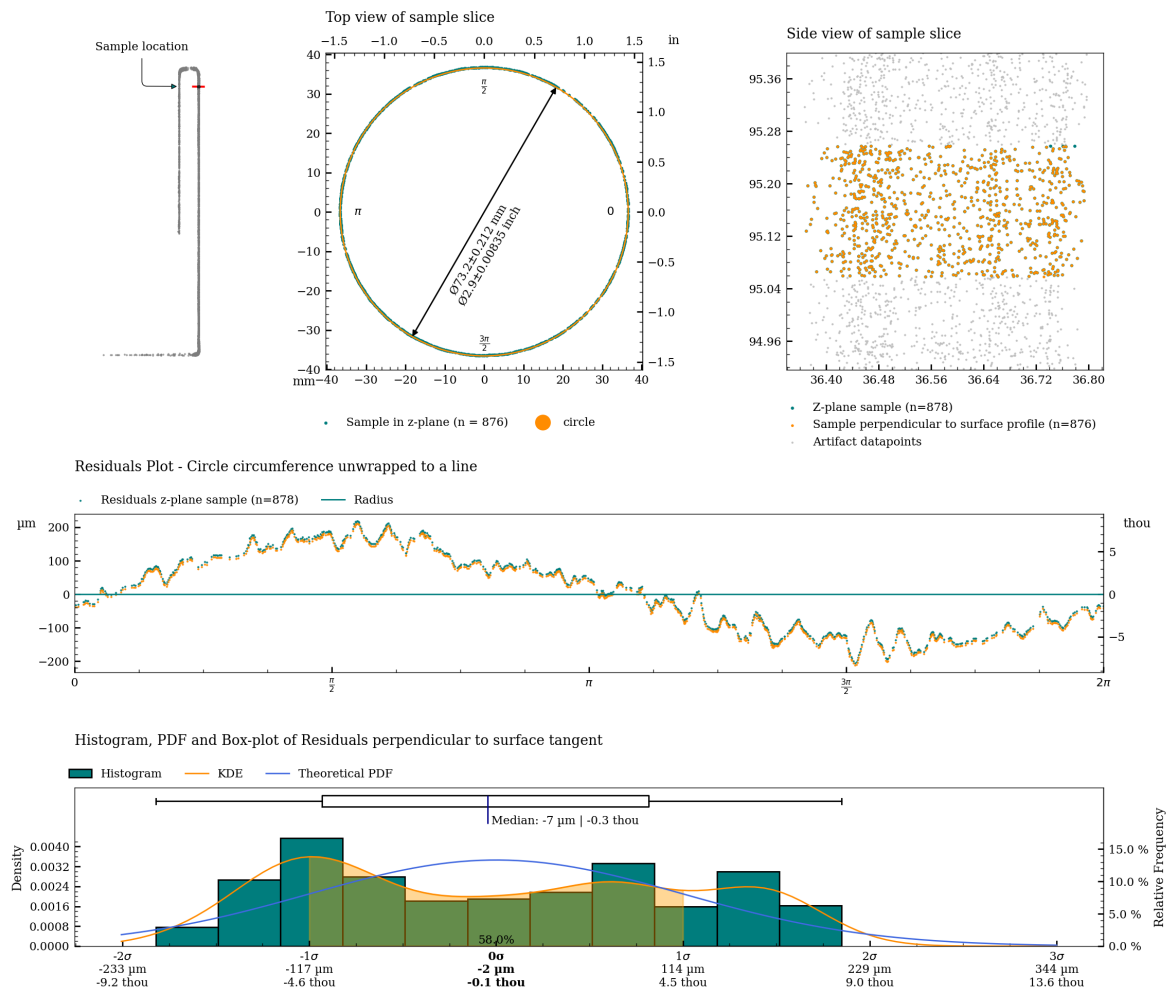 Sample location
Top view of sample slice
−1.5 −1.0 −0.5 0.0 0.5 1.0 1.5 in
40
30
20
10
0
−10
−20
−30
−40
1.5
1.0
0.5
0.0
−0.5
−1.0
−1.5
π/2
π
0
3π/2
Ø73.2±0.212 mm
Ø2.9±0.00835 inch
mm −40 −30 −20 −10 0 10 20 30 40
Sample in z-plane (n = 876) circle
Side view of sample slice
95.36
95.28
95.20
95.12
95.04
94.96
36.40 36.48 36.56 36.64 36.72 36.80
Z-plane sample (n=878)
Sample perpendicular to surface profile (n=876)
Artifact datapoints
Residuals Plot - Circle circumference unwrapped to a line
Residuals z-plane sample (n=878) Radius
µm
200
100
0
−100
−200
thou
5
0
−5
0 π/2 π 3π/2 2π
Histogram, PDF and Box-plot of Residuals perpendicular to surface tangent
Histogram KDE Theoretical PDF
Median: -7 µm | -0.3 thou
Density
0.0040
0.0032
0.0024
0.0016
0.0008
0.0000
Relative Frequency
15.0 %
10.0 %
5.0 %
0.0 %
58.0%
-2σ -1σ 0σ 1σ 2σ 3σ
-233 µm -117 µm -2 µm 114 µm 229 µm 344 µm
-9.2 thou -4.6 thou -0.1 thou 4.5 thou 9.0 thou 13.6 thou